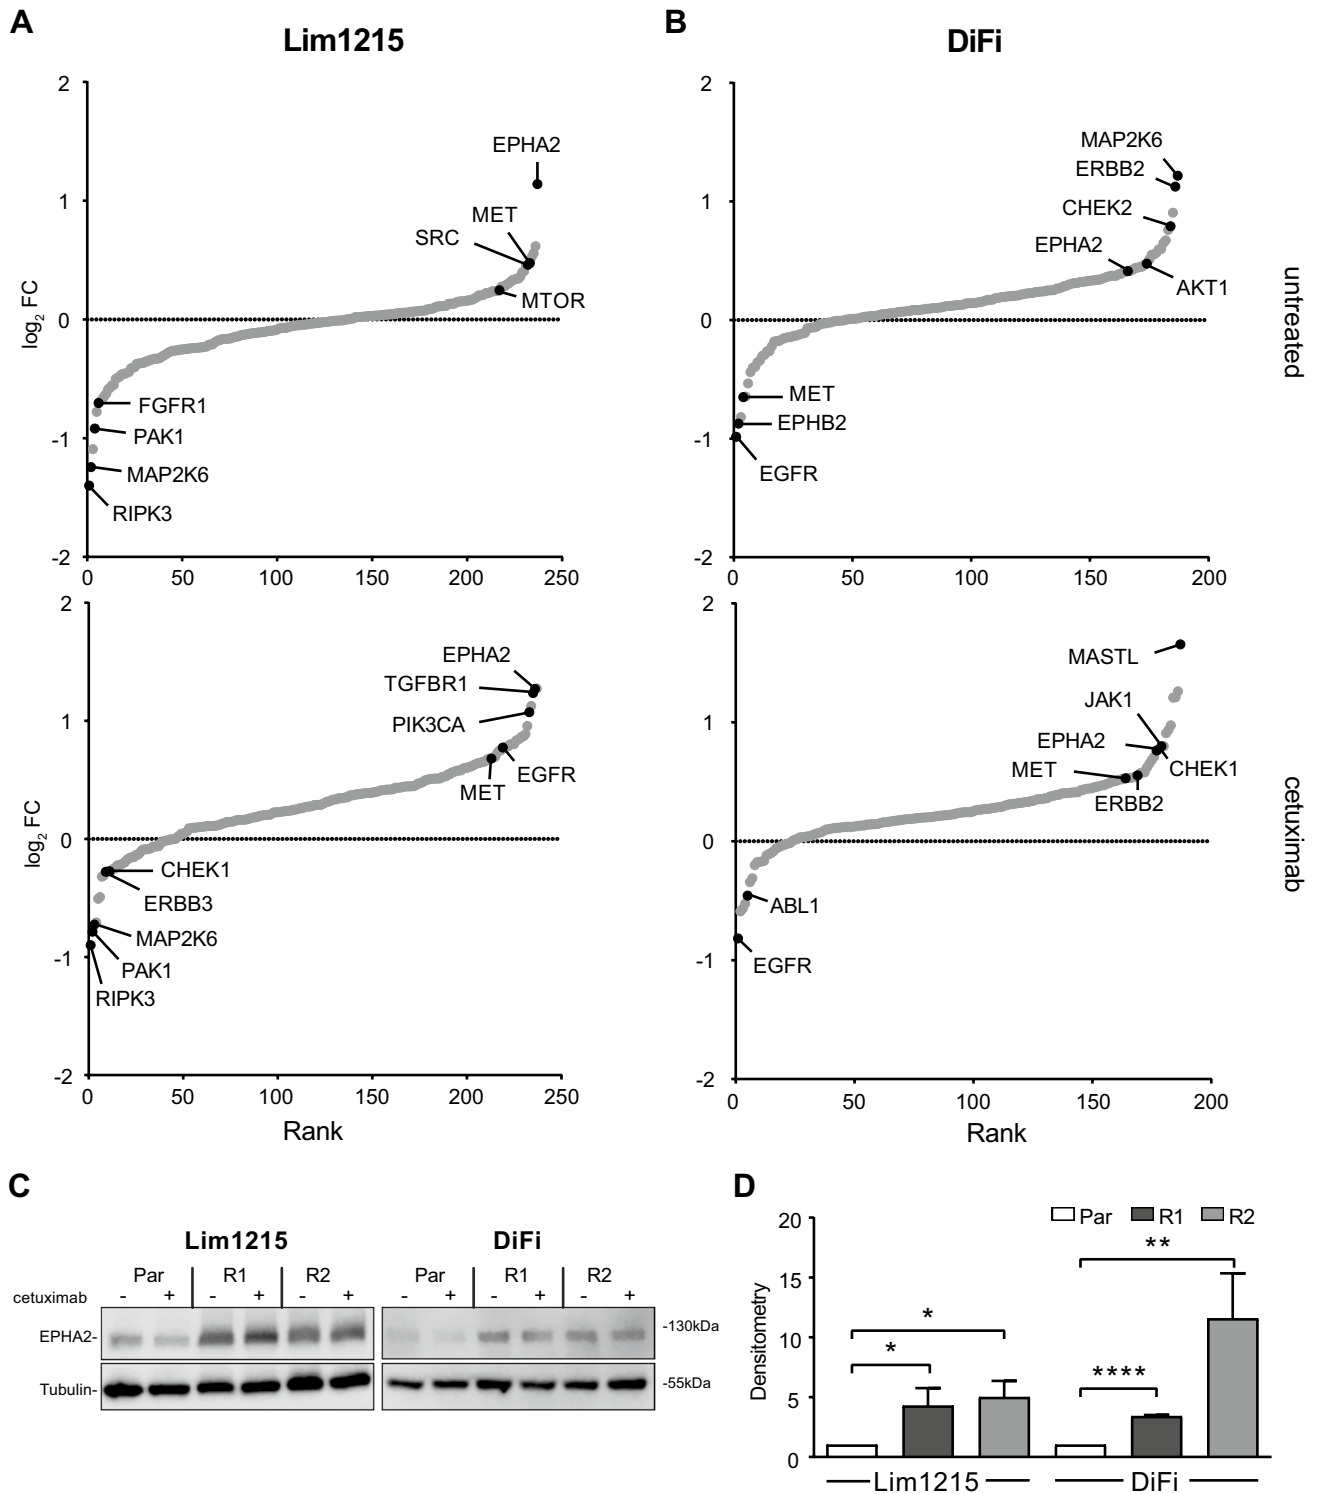 A
Lim1215
B
DiFi
2
1
0
-1
-2
log2 FC
EPHA2
MET
SRC
MTOR
FGFR1
PAK1
MAP2K6
RIPK3
0 50 100 150 200 250
2
1
0
-1
-2
MAP2K6
ERBB2
CHEK2
EPHA2
AKT1
MET
EPHB2
EGFR
0 50 100 150 200
untreated
2
1
0
-1
-2
log2 FC
EPHA2
TGFBR1
PIK3CA
EGFR
MET
CHEK1
ERBB3
MAP2K6
PAK1
RIPK3
0 50 100 150 200 250
Rank
2
1
0
-1
-2
MASTL
JAK1
EPHA2
MET
CHEK1
ERBB2
ABL1
EGFR
0 50 100 150 200
Rank
cetuximab
C
Lim1215 DiFi
Par R1 R2 Par R1 R2
cetuximab - + - + - + - + - + - +
EPHA2- -130kDa
Tubulin- -55kDa
D
Par R1 R2
20
15
10
5
0
Densitometry
*
*
**
****
Lim1215 DiFi